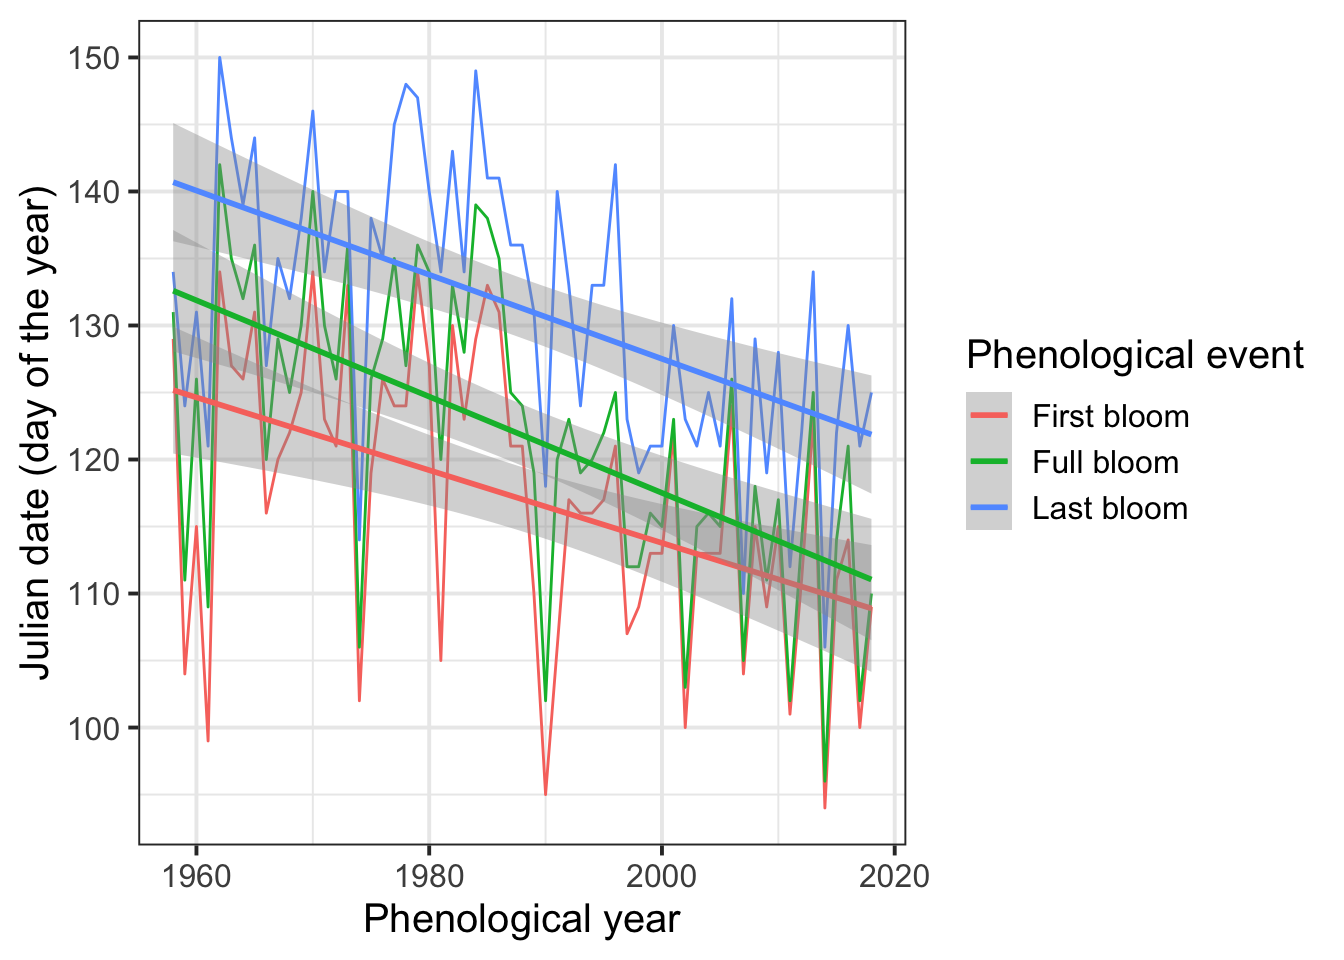 150
140
130
120
110
100
Julian date (day of the year)
1960
1980
2000
2020
Phenological year
Phenological event
First bloom
Full bloom
Last bloom